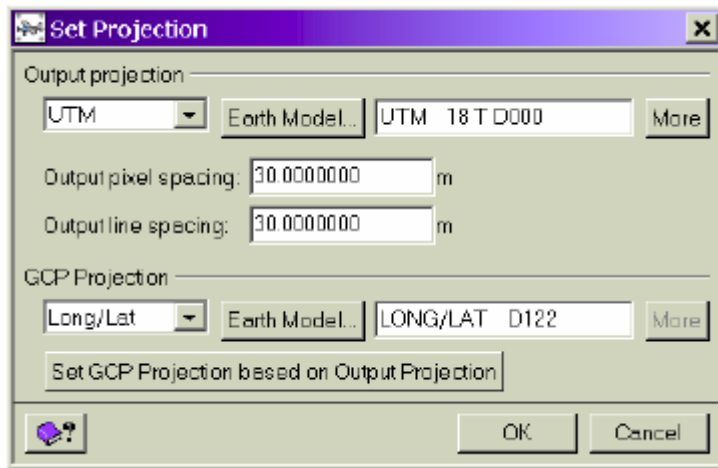 Set Projection
Output projection
UTM Earth Model... UTM 18 T D000 More
Output pixel spacing: 30.0000000 m
Output line spacing: 30.0000000 m
GCP Projection
Long/Lat Earth Model... LONG/LAT D122 More
Set GCP Projection based on Output Projection
? OK Cancel